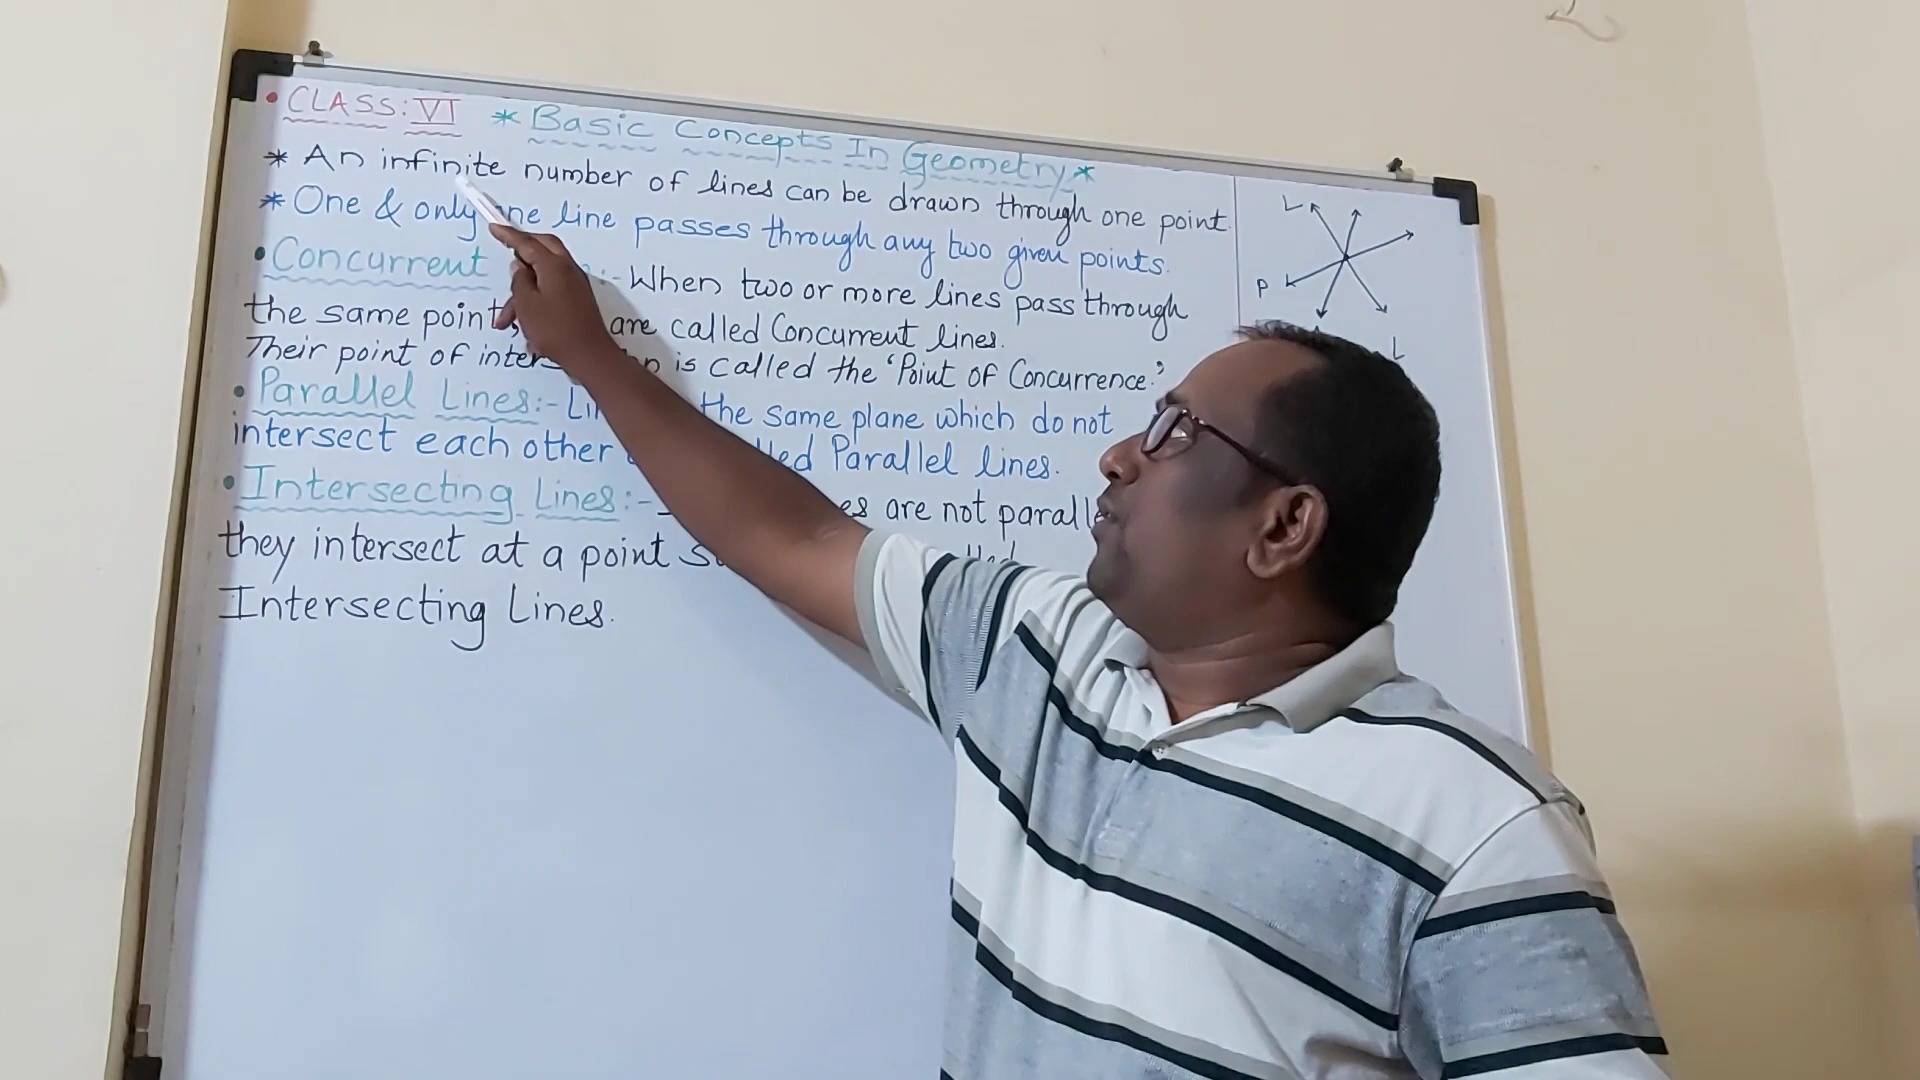 • CLASS: VI * Basic Concepts In Geometry *
* An infinite number of lines can be drawn through one point.
* One & only one line passes through any two given points.
• Concurrent :- When two or more lines pass through
the same point, are called Concurrent lines.
Their point of is called the 'Point of Concurrence.'
• Parallel Lines:- the same plane which do not
intersect each other Parallel lines.
• Intersecting Lines:- are not
they intersect at a point
Intersecting Lines.
L
P
L